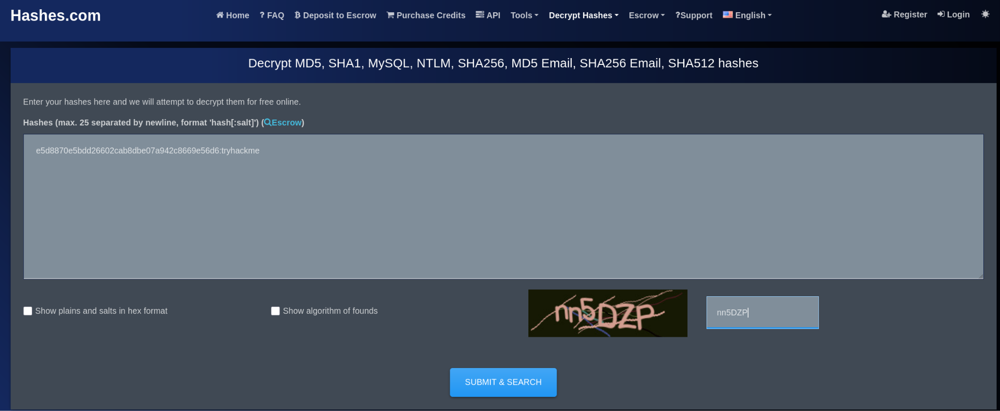 Hashes.com
Home ? FAQ Deposit to Escrow Purchase Credits API Tools Decrypt Hashes Escrow ?Support English Register Login
Decrypt MD5, SHA1, MySQL, NTLM, SHA256, MD5 Email, SHA256 Email, SHA512 hashes
Enter your hashes here and we will attempt to decrypt them for free online.
Hashes (max. 25 separated by newline, format 'hash[:salt]') (Escrow)
e5d8870e5bdd26602cab8dbe07a942c8669e56d6:tryhackme
Show plains and salts in hex format Show algorithm of founds nn5DZP nn5DZP
SUBMIT & SEARCH